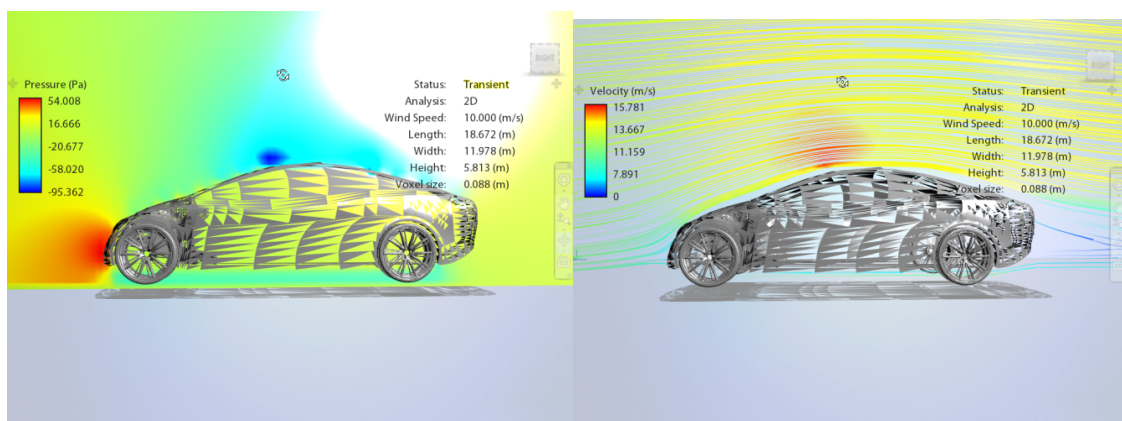 RIGHT
Pressure (Pa)
54.008
16.666
-20.677
-58.020
-95.362
Status: Transient
Analysis: 2D
Wind Speed: 10.000 (m/s)
Length: 18.672 (m)
Width: 11.978 (m)
Height: 5.813 (m)
Voxel size: 0.088 (m)
RIGHT
Velocity (m/s)
15.781
13.667
11.159
7.891
0
Status: Transient
Analysis: 2D
Wind Speed: 10.000 (m/s)
Length: 18.672 (m)
Width: 11.978 (m)
Height: 5.813 (m)
Voxel size: 0.088 (m)